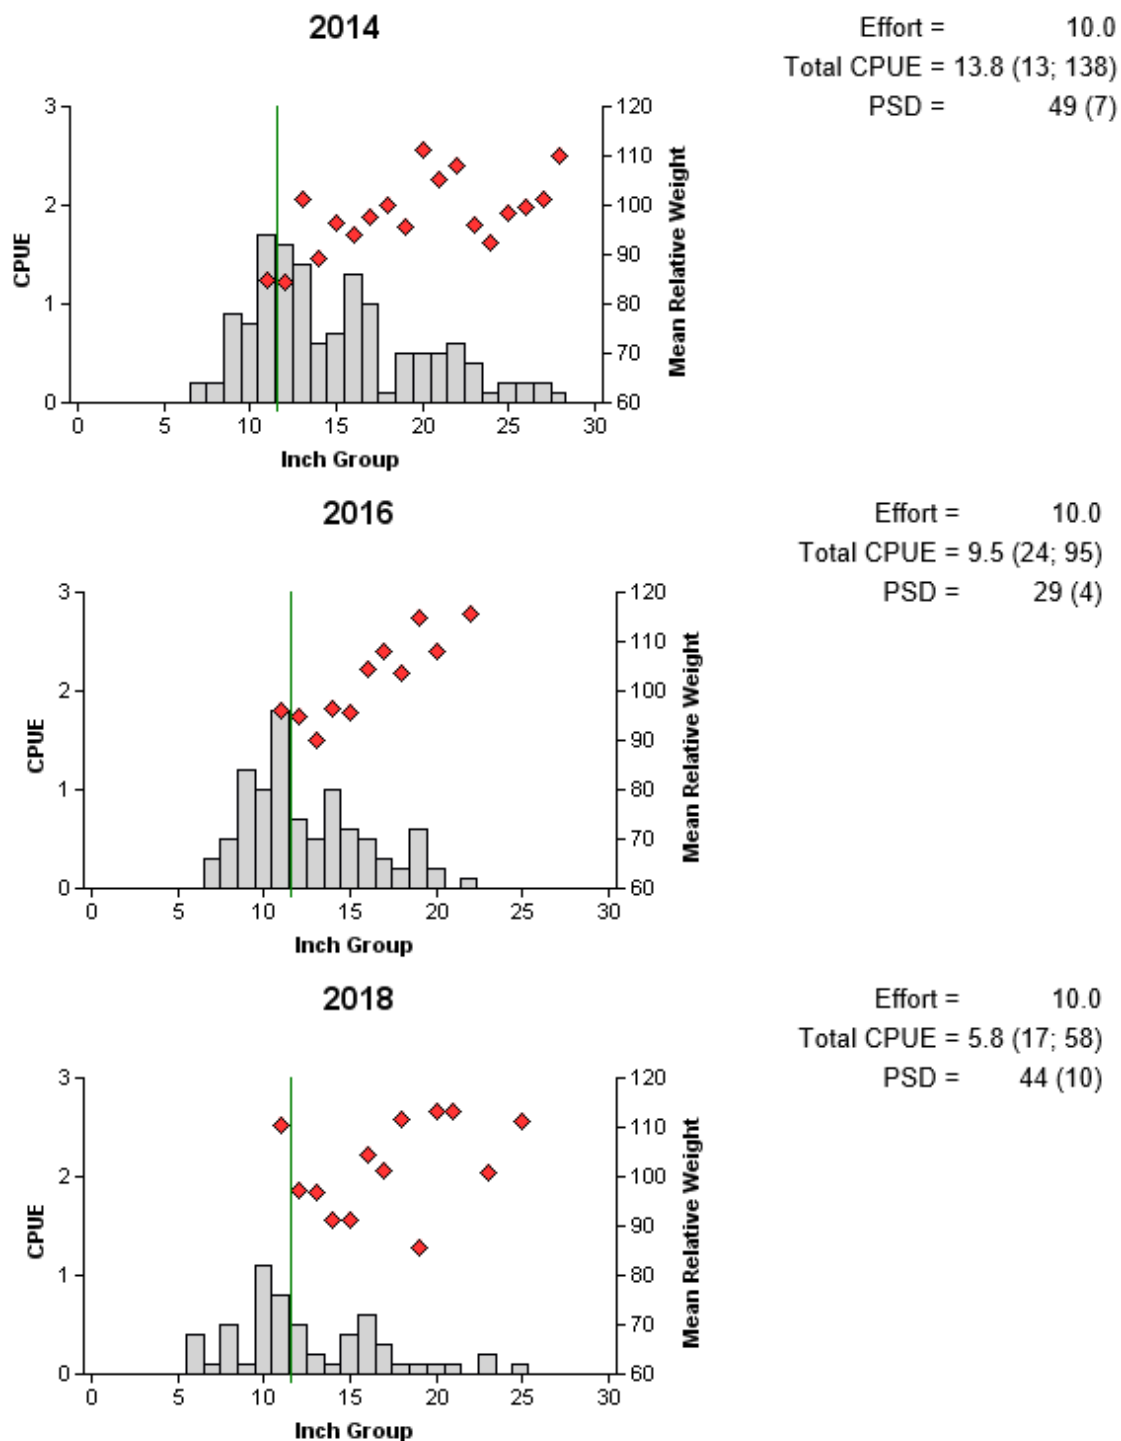 2014
Effort = 10.0
Total CPUE = 13.8 (13; 138)
PSD = 49 (7)
3 120
110
2 100
90
1 80
70
0 60
CPUE
Mean Relative Weight
0 5 10 15 20 25 30
Inch Group
2016
Effort = 10.0
Total CPUE = 9.5 (24; 95)
PSD = 29 (4)
3 120
110
2 100
90
1 80
70
0 60
CPUE
Mean Relative Weight
0 5 10 15 20 25 30
Inch Group
2018
Effort = 10.0
Total CPUE = 5.8 (17; 58)
PSD = 44 (10)
3 120
110
2 100
90
1 80
70
0 60
CPUE
Mean Relative Weight
0 5 10 15 20 25 30
Inch Group